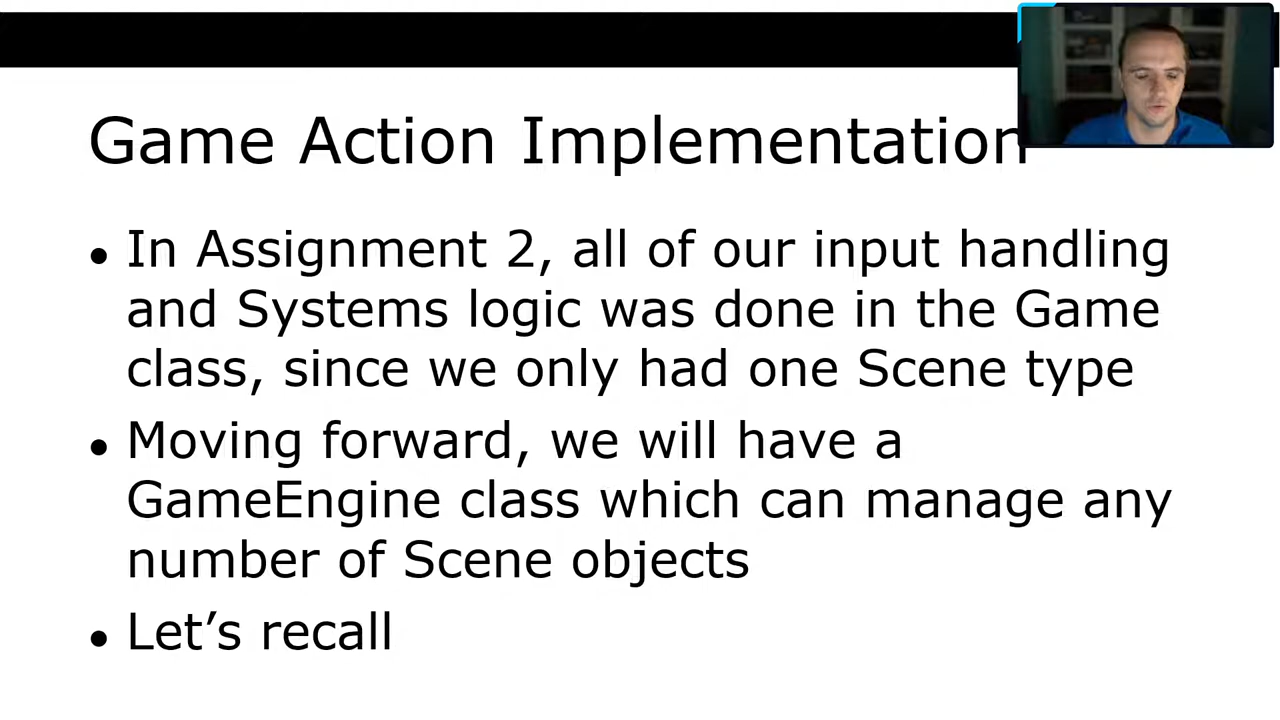 Game Action Implementation
• In Assignment 2, all of our input handling
and Systems logic was done in the Game
class, since we only had one Scene type
• Moving forward, we will have a
GameEngine class which can manage any
number of Scene objects
• Let’s recall